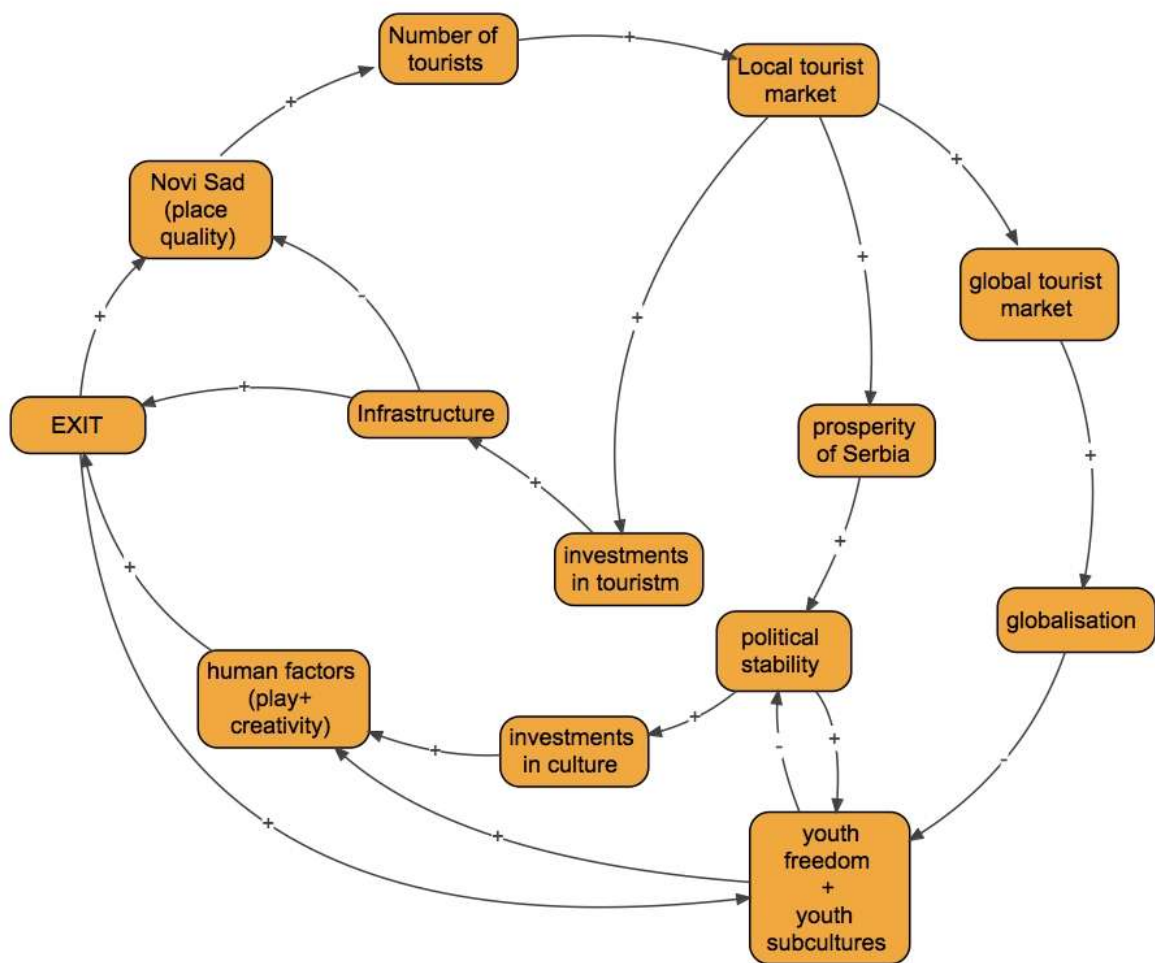 Number of
tourists
+
Local tourist
market
+
+
Novi Sad
(place
quality)
+
+
global tourist
market
-
+
+
+
EXIT
Infrastructure
prosperity
of Serbia
+
+
+
investments
in touristm
+
political
stability
globalisation
human factors
(play+
creativity)
+
investments
in culture
+
-
+
-
+
+
youth
freedom
+
youth
subcultures